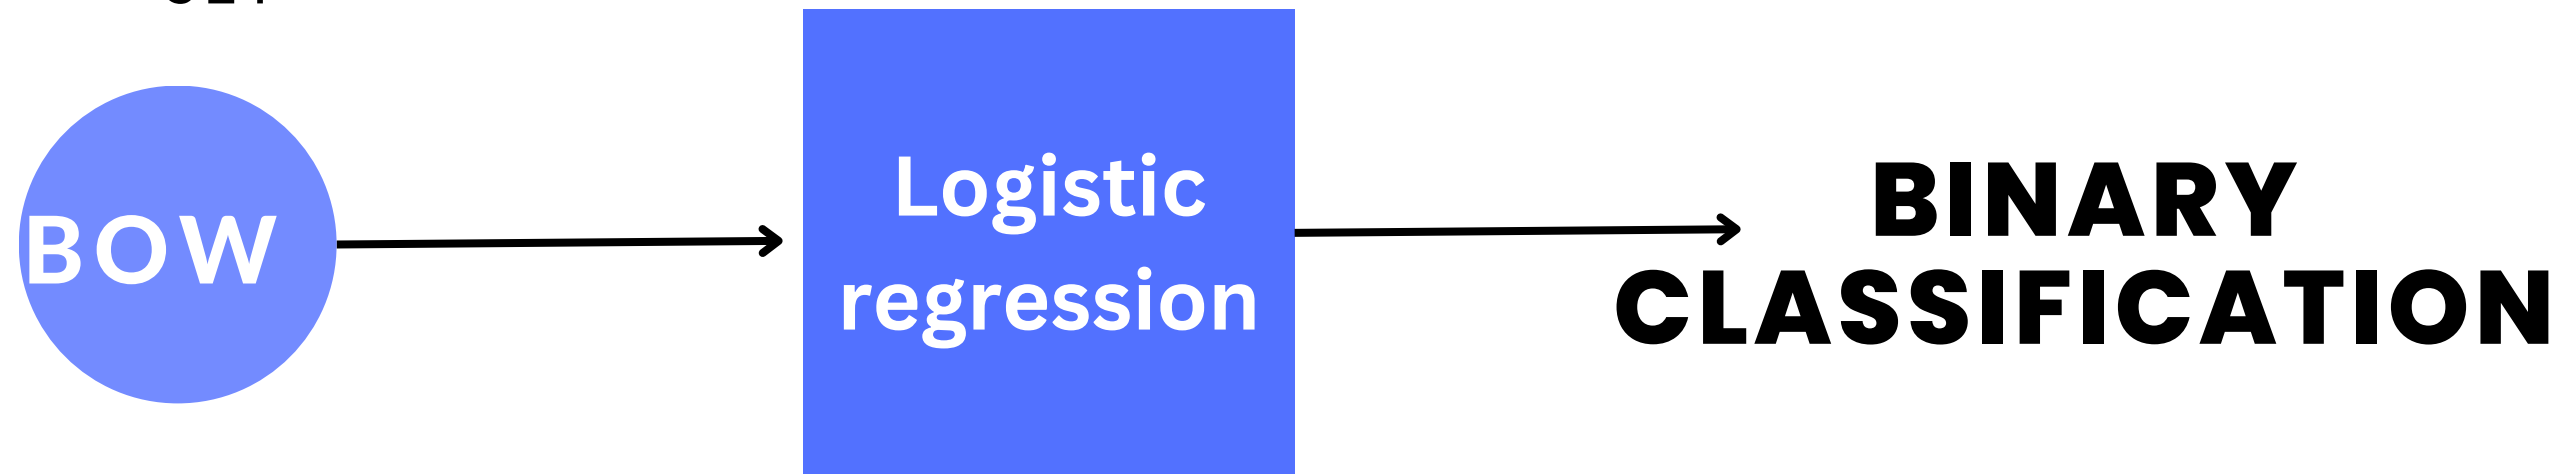 BOW
Logistic
regression
BINARY
CLASSIFICATION